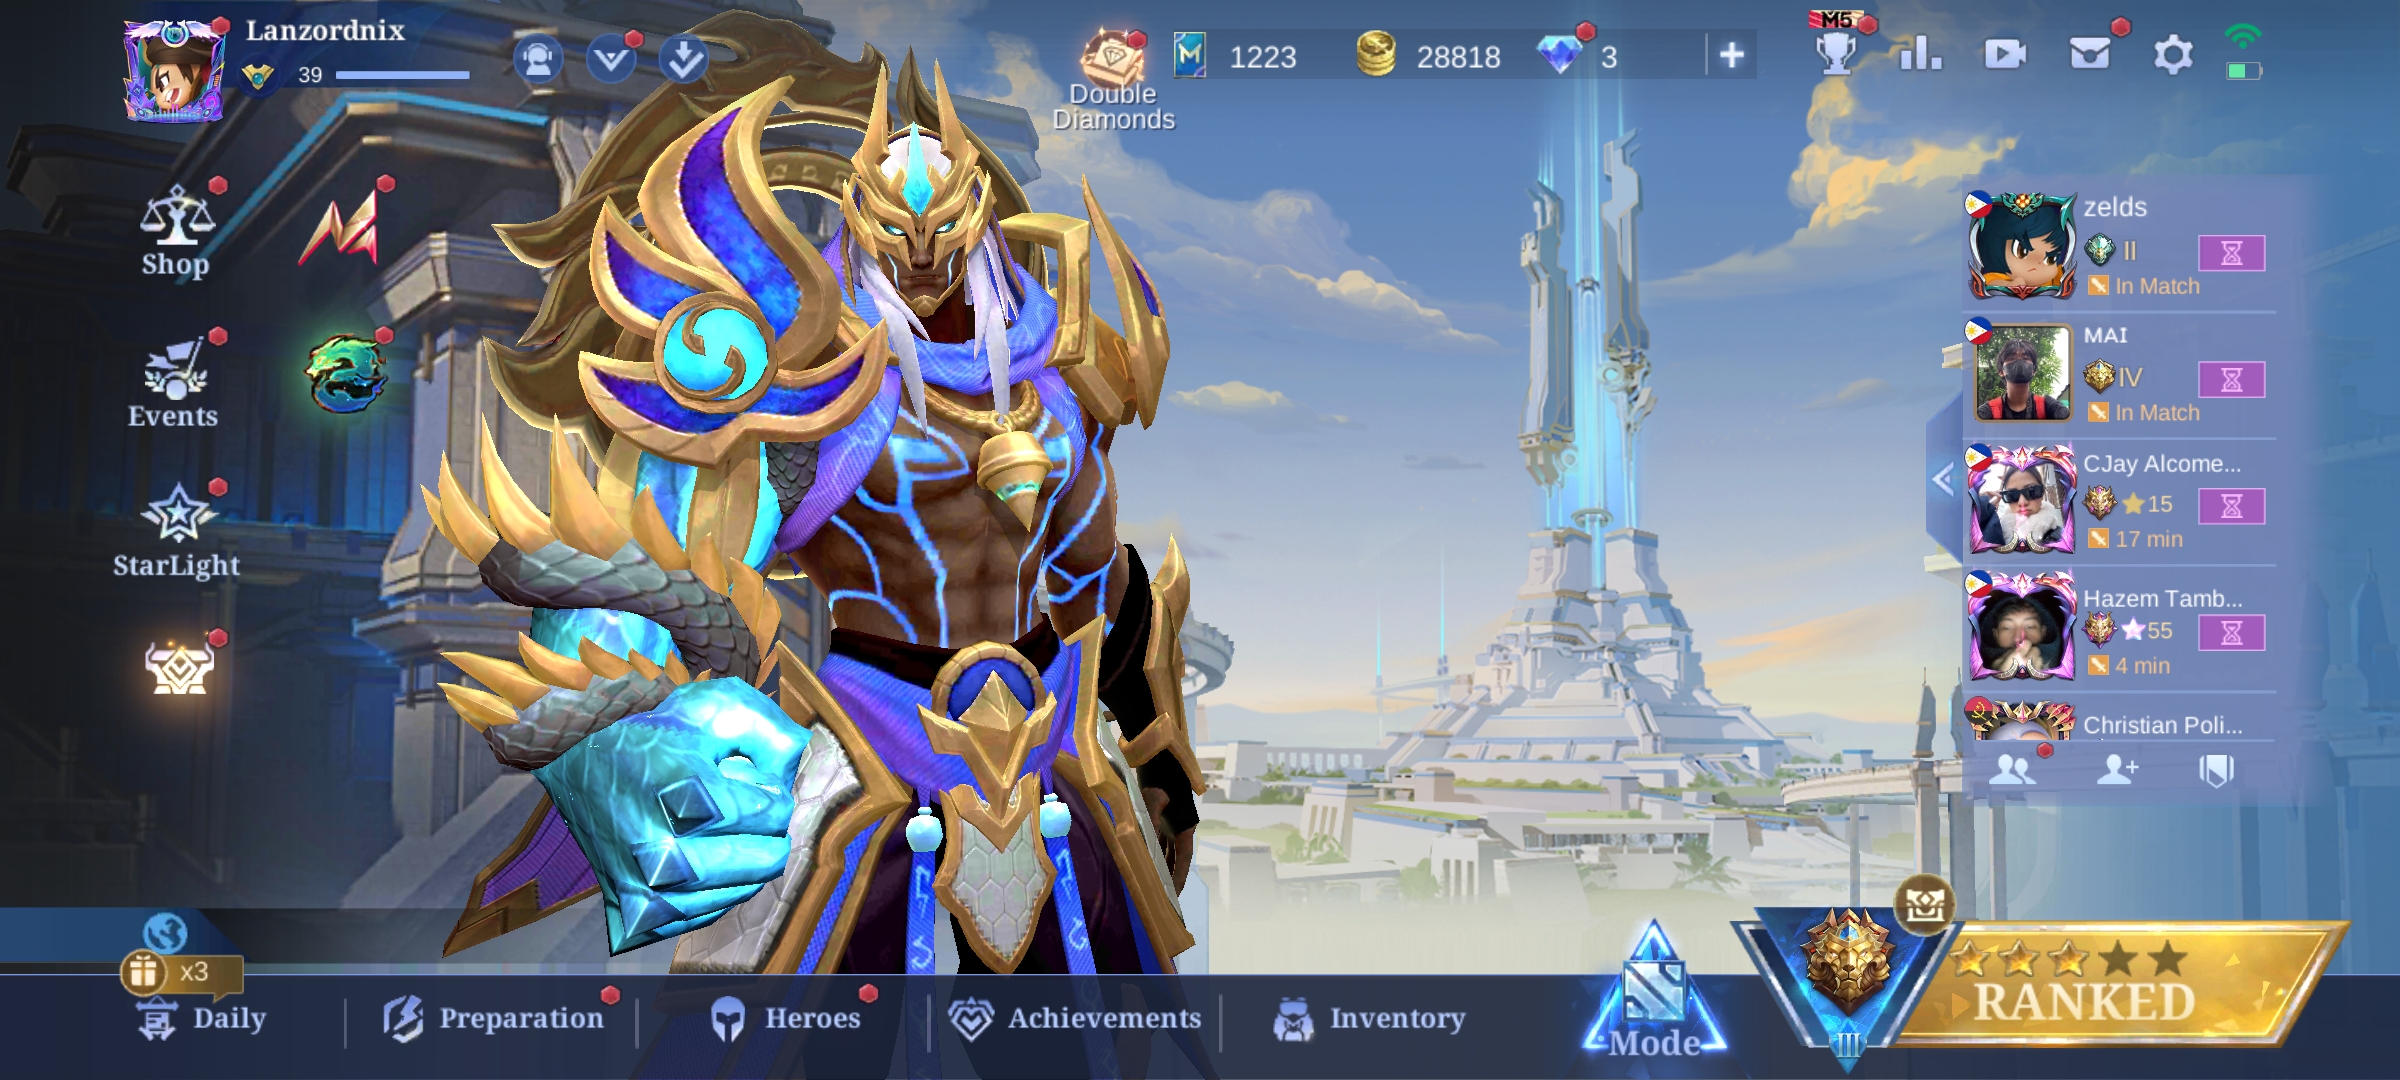 Lanzordnix
39
Double
Diamonds
1223
28818
3
M5
Shop
Events
StarLight
zelds
II
In Match
MAI
IV
In Match
CJay Alcome...
15
17 min
Hazem Tamb...
55
4 min
Christian Poli...
x3
Daily
Preparation
Heroes
Achievements
Inventory
Mode
III
RANKED